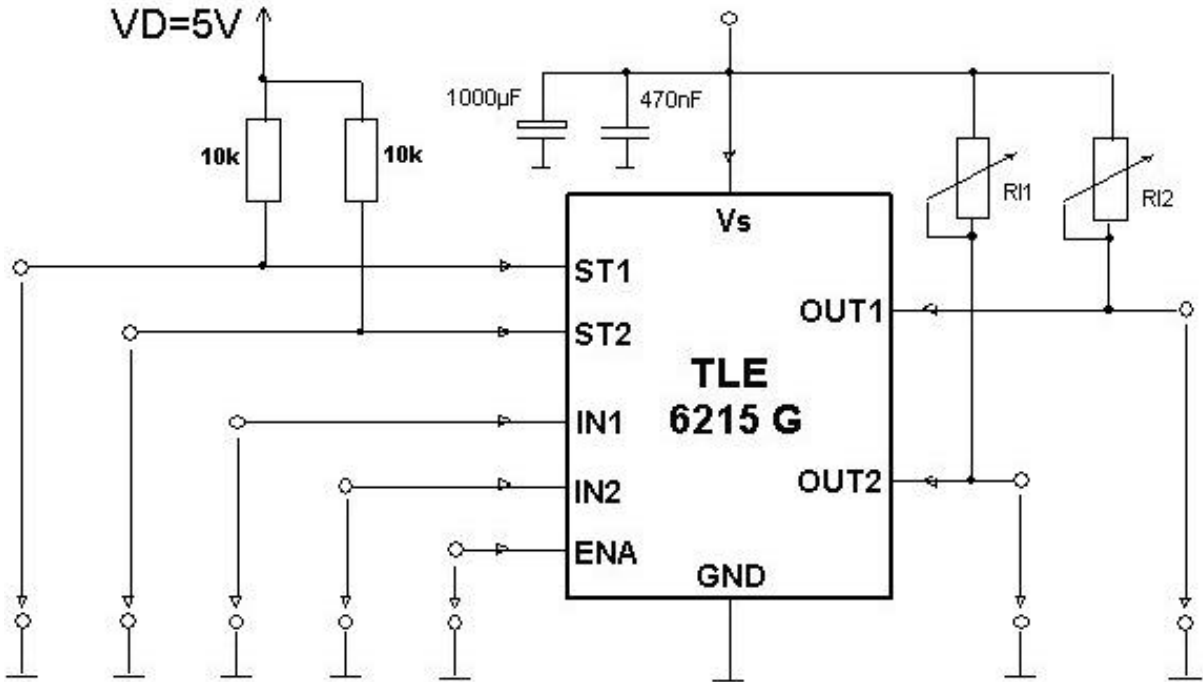 VD=5V
1000µF
470nF
10k
10k
RI1
RI2
Vs
ST1
OUT1
ST2
TLE
6215 G
IN1
OUT2
IN2
ENA
GND